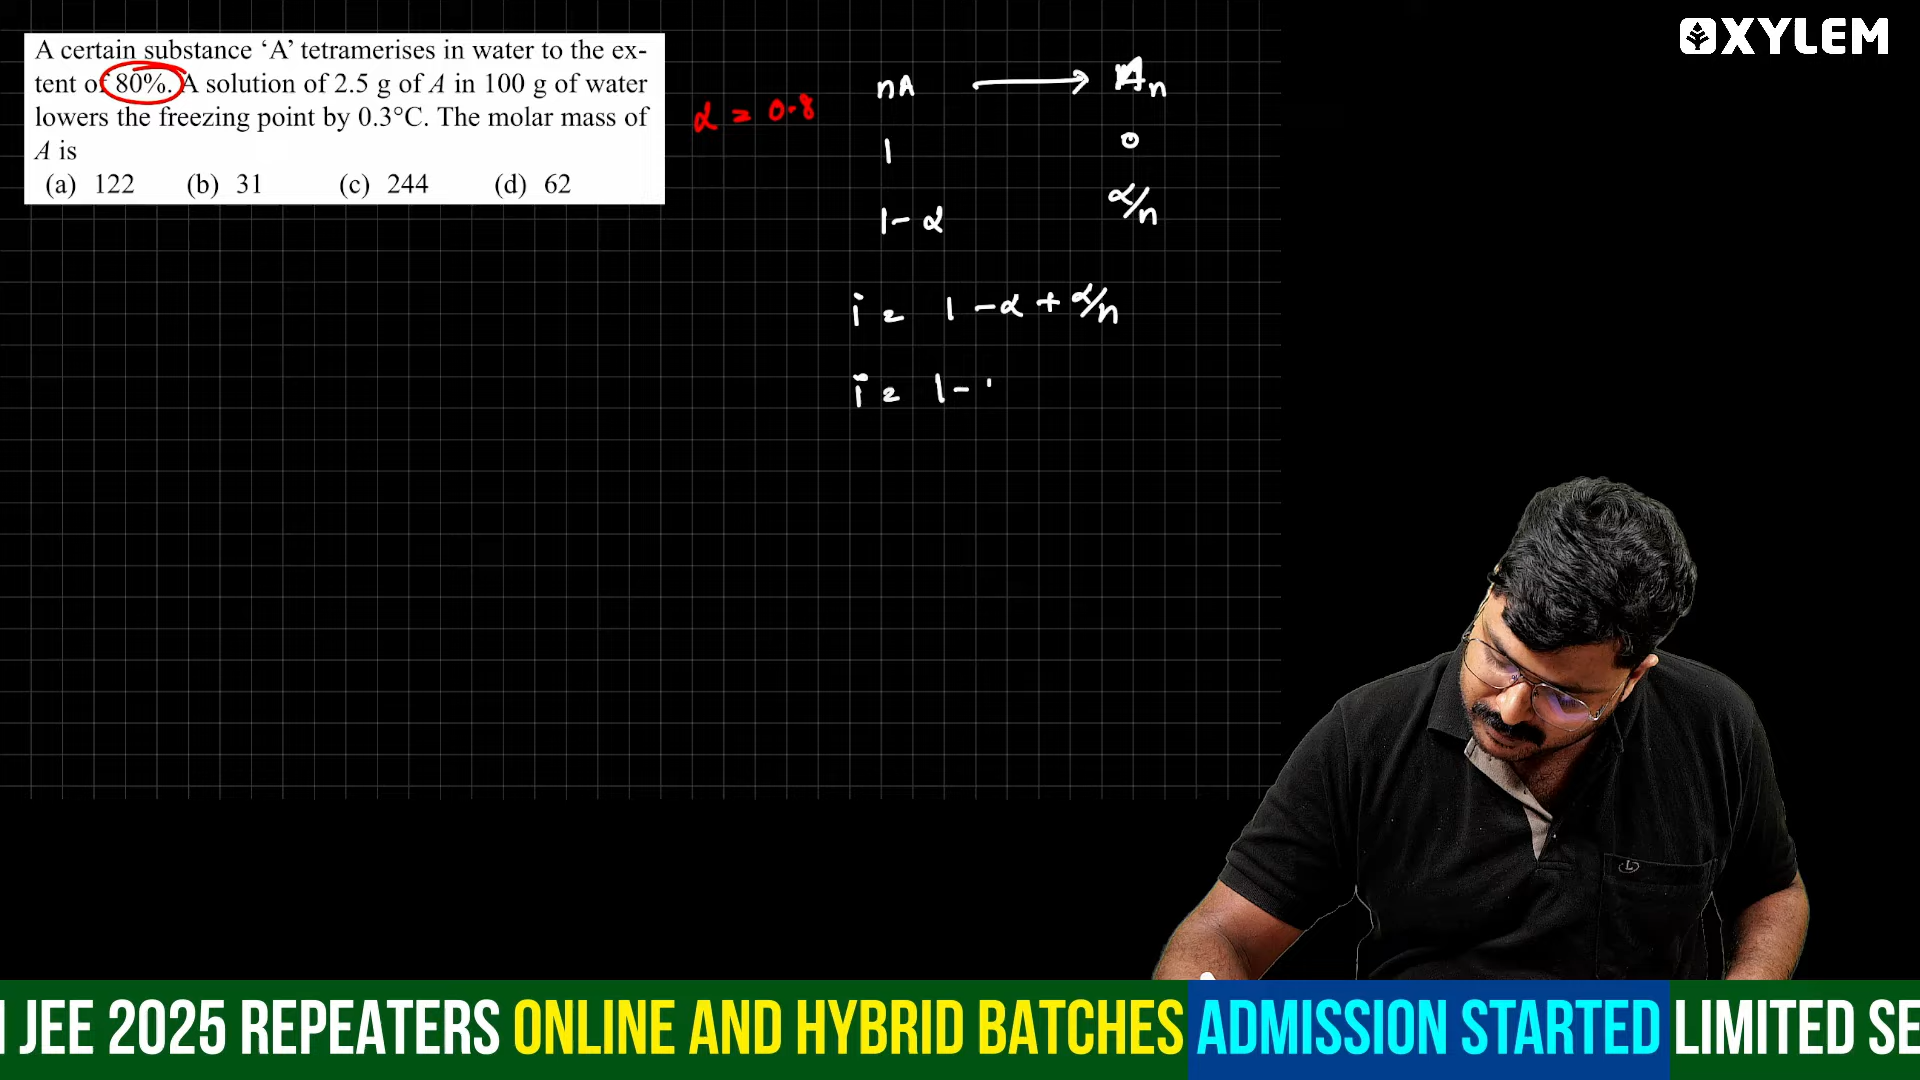 XYLEM
A certain substance ‘A’ tetramerises in water to the ex-
tent of 80%. A solution of 2.5 g of A in 100 g of water
lowers the freezing point by 0.3°C. The molar mass of
A is
(a) 122 (b) 31 (c) 244 (d) 62
α = 0.8
nA ⟶ An
1 0
1 - α α/n
i = 1 - α + α/n
i = 1 -
JEE 2025 REPEATERS ONLINE AND HYBRID BATCHES ADMISSION STARTED LIMITED SE